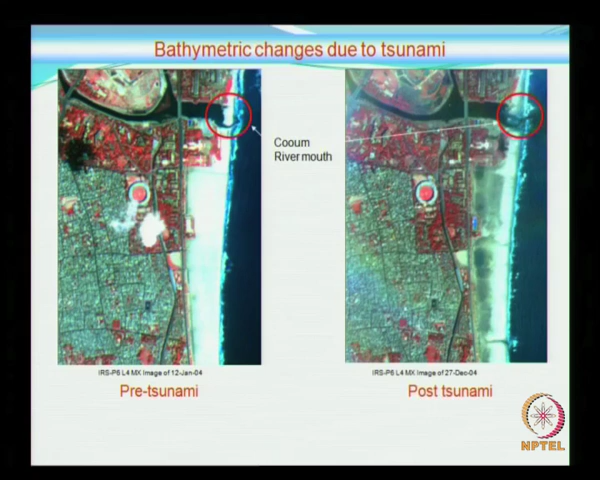 Bathymetric changes due to tsunami
Cooum
River mouth
IRS-P6 L4 MX Image of 12-Jan-04
IRS-P6 L4 MX Image of 27-Dec-04
Pre-tsunami
Post tsunami
NPTEL